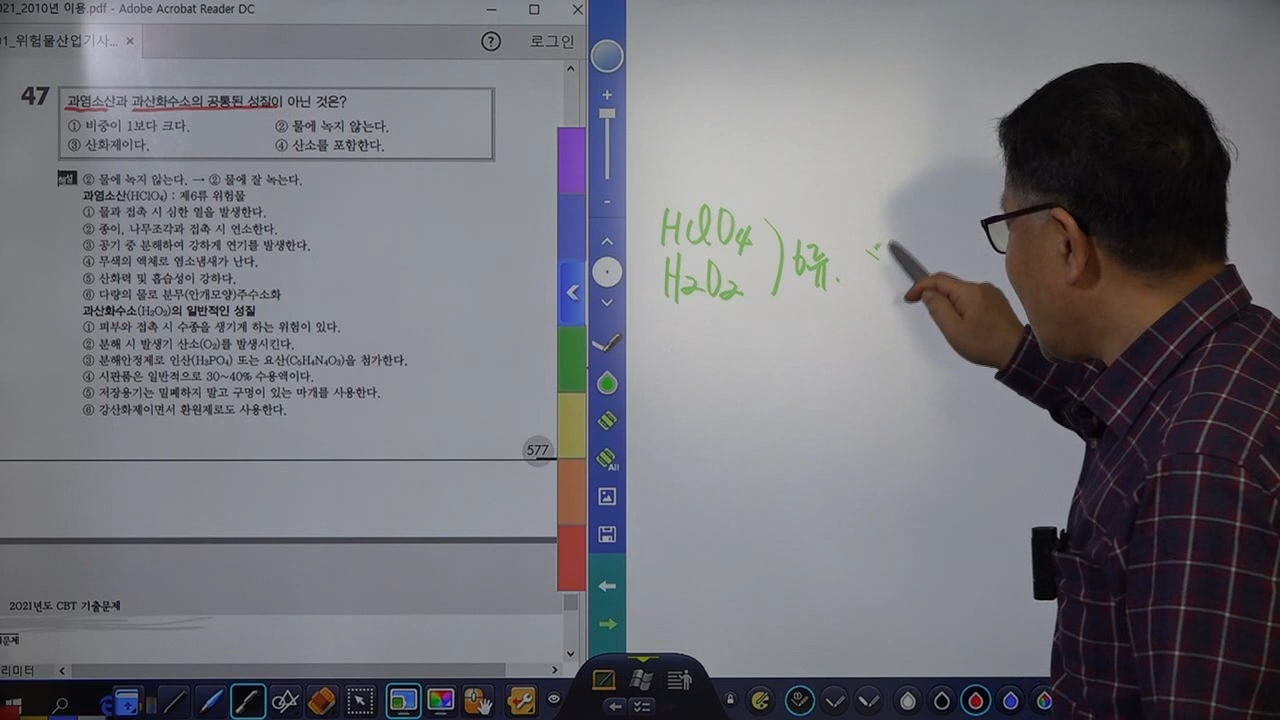 021_2010년 이용.pdf - Adobe Acrobat Reader DC
01_위험물산업기사...
로그인
47 과염소산과 과산화수소의 공통된 성질이 아닌 것은?
① 비중이 1보다 크다. ② 물에 녹지 않는다.
③ 산화제이다. ④ 산소를 포함한다.
해설 ② 물에 녹지 않는다. → ② 물에 잘 녹는다.
과염소산(HClO₄) : 제6류 위험물
① 물과 접촉 시 심한 열을 발생한다.
② 종이, 나무조각과 접촉 시 연소한다.
③ 공기 중 분해하여 강하게 연기를 발생한다.
④ 무색의 액체로 염소냄새가 난다.
⑤ 산화력 및 흡습성이 강하다.
⑥ 다량의 물로 분무(안개모양)주수소화
과산화수소(H₂O₂)의 일반적인 성질
① 피부와 접촉 시 수종을 생기게 하는 위험이 있다.
② 분해 시 발생기 산소(O₂)를 발생시킨다.
③ 분해안정제로 인산(H₃PO₄) 또는 요산(C₅H₄N₄O₃)을 첨가한다.
④ 시판품은 일반적으로 30~40% 수용액이다.
⑤ 저장용기는 밀폐하지 말고 구멍이 있는 마개를 사용한다.
⑥ 강산화제이면서 환원제로도 사용한다.
577
2021년도 CBT 기출문제
문제
리미터
All
HClO₄
H₂O₂
) 6류.